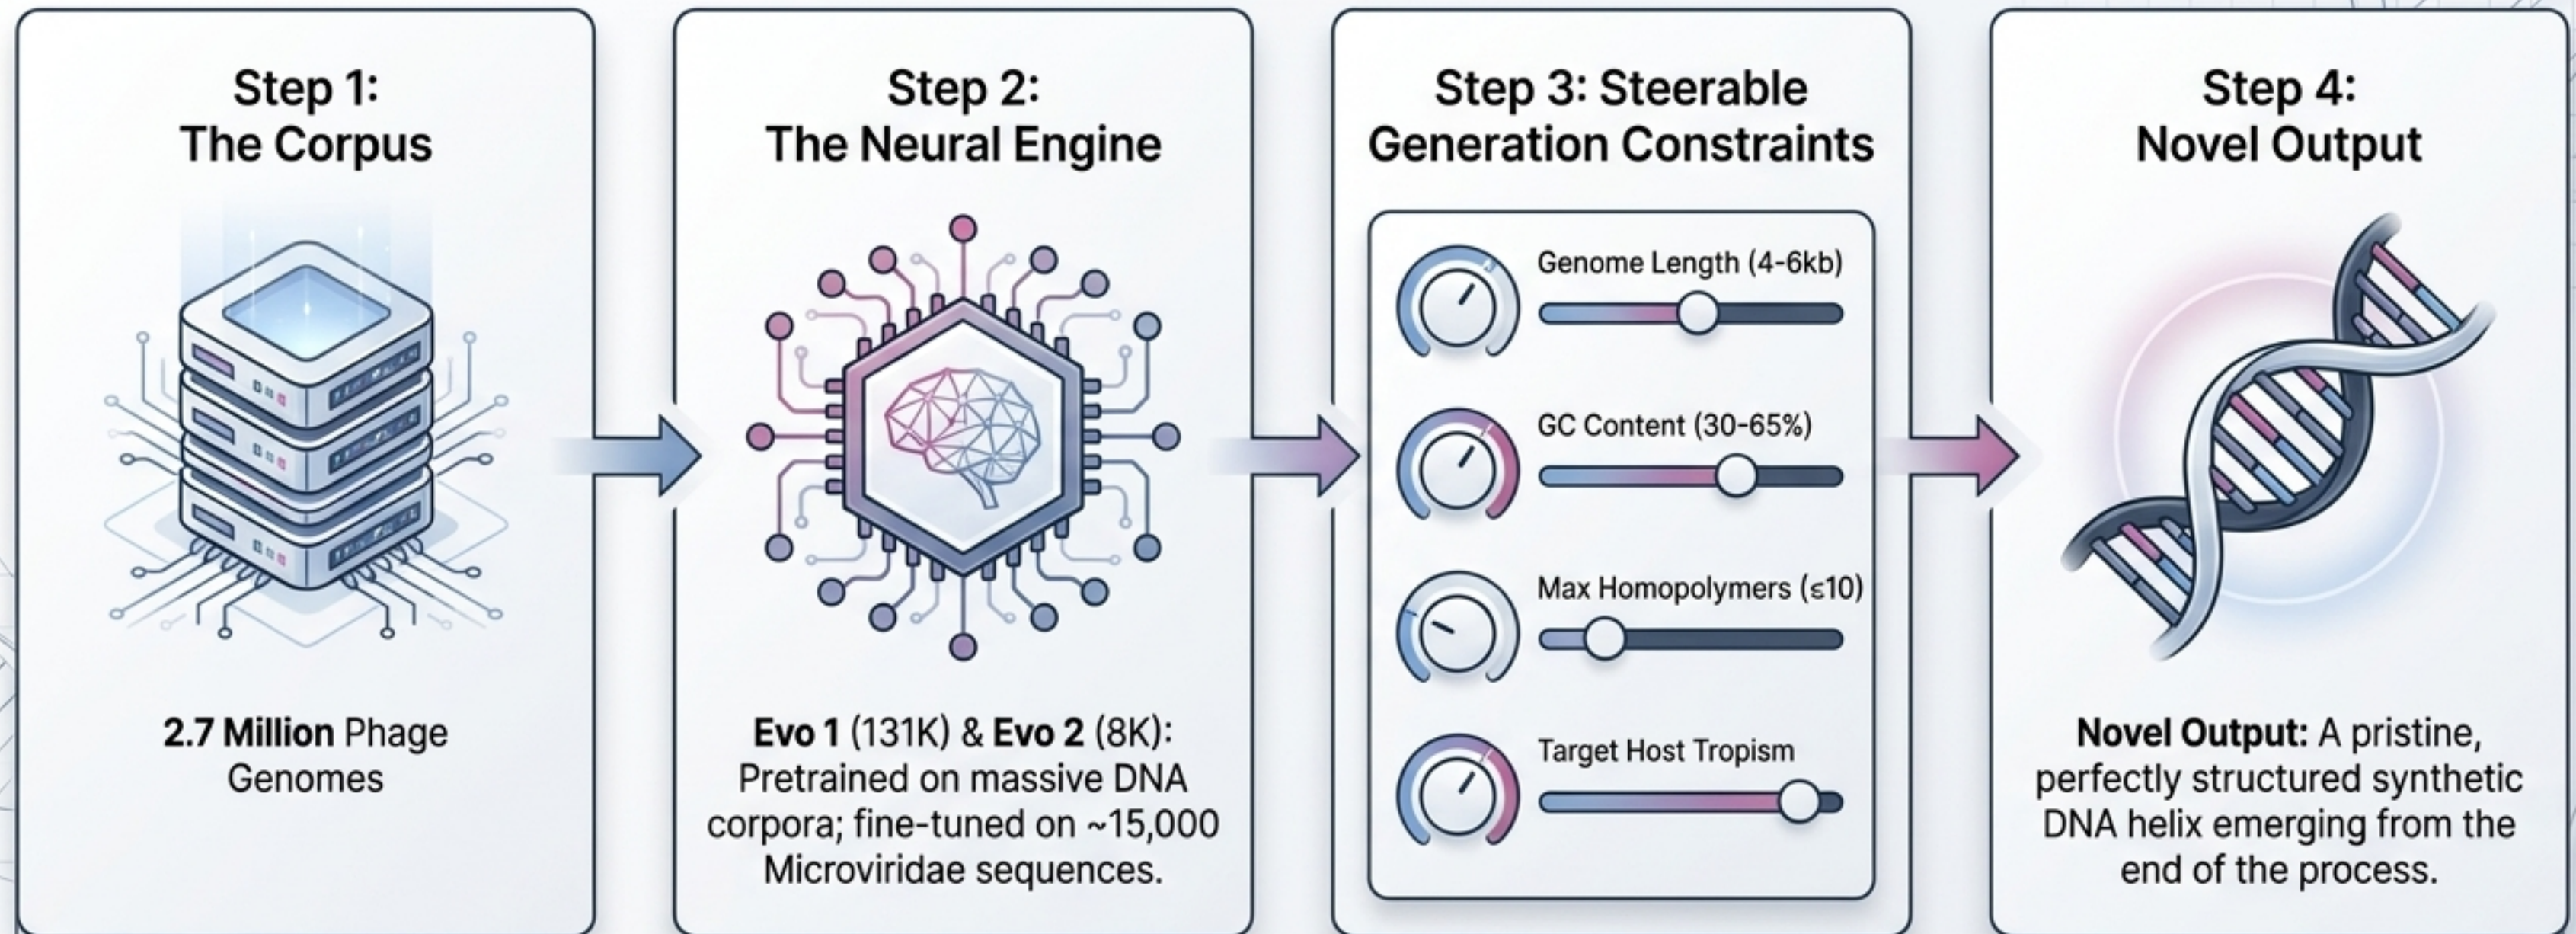 Step 1:
The Corpus
2.7 Million Phage
Genomes
Step 2:
The Neural Engine
Evo 1 (131K) & Evo 2 (8K):
Pretrained on massive DNA
corpora; fine-tuned on ~15,000
Microviridae sequences.
Step 3: Steerable
Generation Constraints
Genome Length (4-6kb)
GC Content (30-65%)
Max Homopolymers (≤10)
Target Host Tropism
Step 4:
Novel Output
Novel Output: A pristine,
perfectly structured synthetic
DNA helix emerging from the
end of the process.